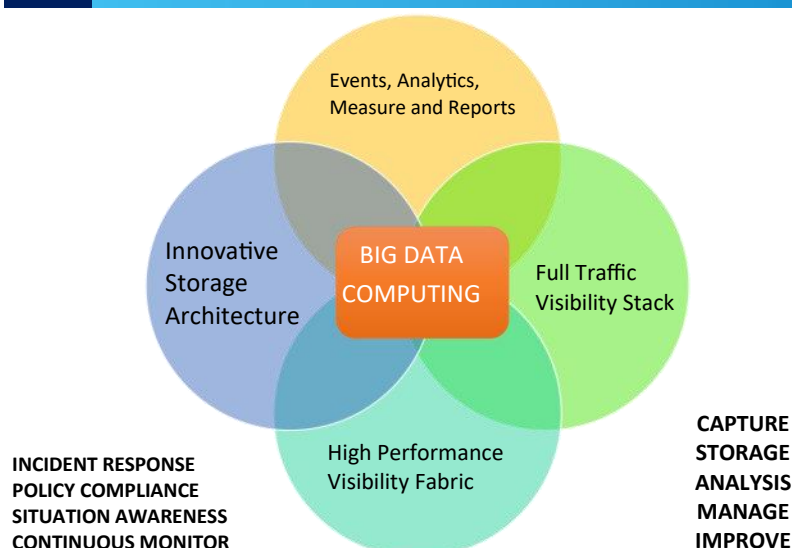 Events, Analytics,
Measure and Reports
Innovative
Storage
Architecture
BIG DATA
COMPUTING
Full Traffic
Visibility Stack
High Performance
Visibility Fabric
INCIDENT RESPONSE
POLICY COMPLIANCE
SITUATION AWARENESS
CONTINUOUS MONITOR
CAPTURE
STORAGE
ANALYSIS
MANAGE
IMPROVE